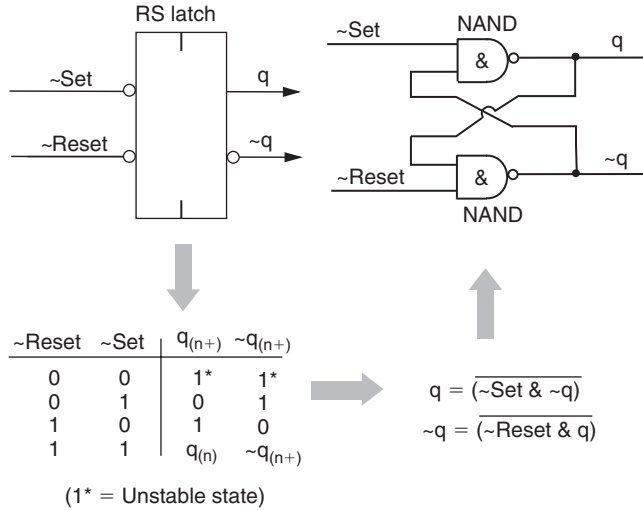 RS latch
~Set
q
~Reset
~q
NAND
~Set
&
q
~Reset
&
~q
NAND
~Reset ~Set q(n+) ~q(n+)
0 0 1* 1*
0 1 0 1
1 0 1 0
1 1 q(n) ~q(n+)
(1* = Unstable state)
q = (~Set & ~q)
~q = (~Reset & q)